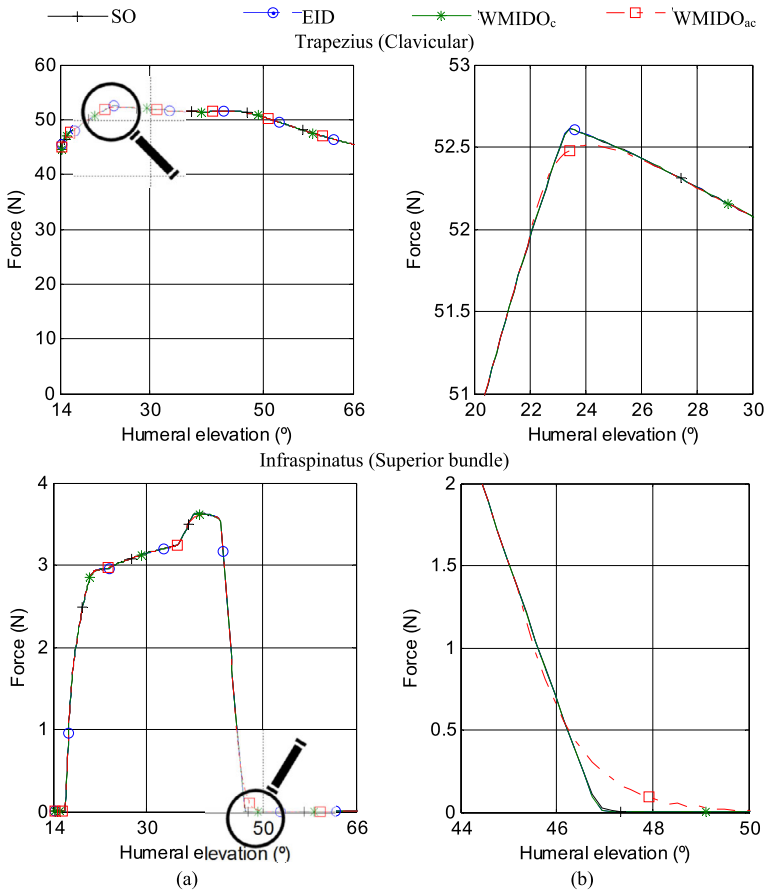 SO EID WMIDOc WMIDOac
Trapezius (Clavicular)
60
50
40
30
20
10
0
14 30 50 66
Force (N)
Humeral elevation (º)
53
52.5
52
51.5
51
20 22 24 26 28 30
Force (N)
Humeral elevation (º)
Infraspinatus (Superior bundle)
4
3
2
1
0
14 30 50 66
Force (N)
Humeral elevation (º)
2
1.5
1
0.5
0
44 46 48 50
Force (N)
Humeral elevation (º)
(a) (b)